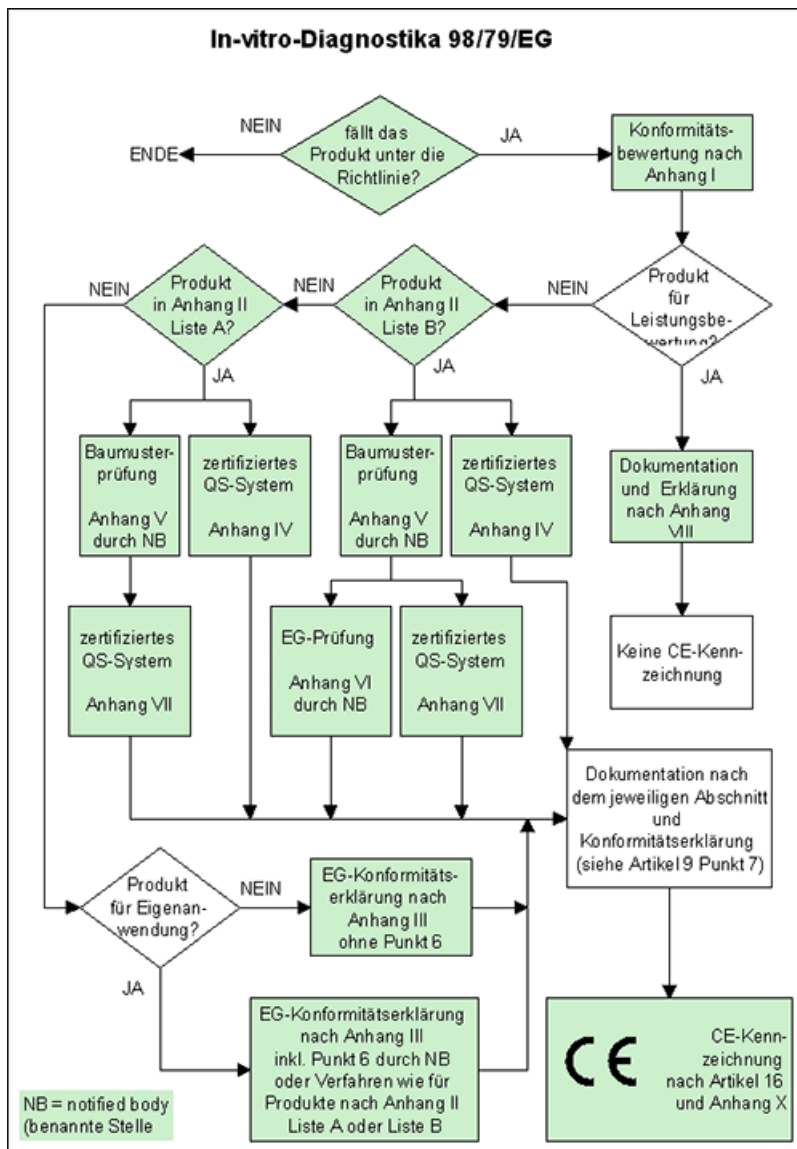 In-vitro-Diagnostika 98/79/EG
NEIN
fällt das
Produkt unter die
Richtlinie?
JA
ENDE
Konformitäts-
bewertung nach
Anhang I
NEIN
Produkt
in Anhang II
Liste A?
NEIN
Produkt
in Anhang II
Liste B?
NEIN
Produkt
für
Leistungsbe-
wertung?
JA
JA
JA
Baumuster-
prüfung
Anhang V
durch NB
zertifiziertes
QS-System
Anhang IV
Baumuster-
prüfung
Anhang V
durch NB
zertifiziertes
QS-System
Anhang IV
Dokumentation
und Erklärung
nach Anhang
VIII
zertifiziertes
QS-System
Anhang VII
EG-Prüfung
Anhang VI
durch NB
zertifiziertes
QS-System
Anhang VII
Keine CE-Kenn-
zeichnung
Dokumentation nach
dem jeweiligen Abschnitt
und
Konformitätserklärung
(siehe Artikel 9 Punkt 7)
Produkt
für Eigenan-
wendung?
NEIN
EG-Konformitäts-
erklärung nach
Anhang III
ohne Punkt 6
JA
EG-Konformitätserklärung
nach Anhang III
inkl. Punkt 6 durch NB
oder Verfahren wie für
Produkte nach Anhang II
Liste A oder Liste B
CE
CE-Kenn-
zeichnung
nach Artikel 16
und Anhang X
NB = notified body
(benannte Stelle